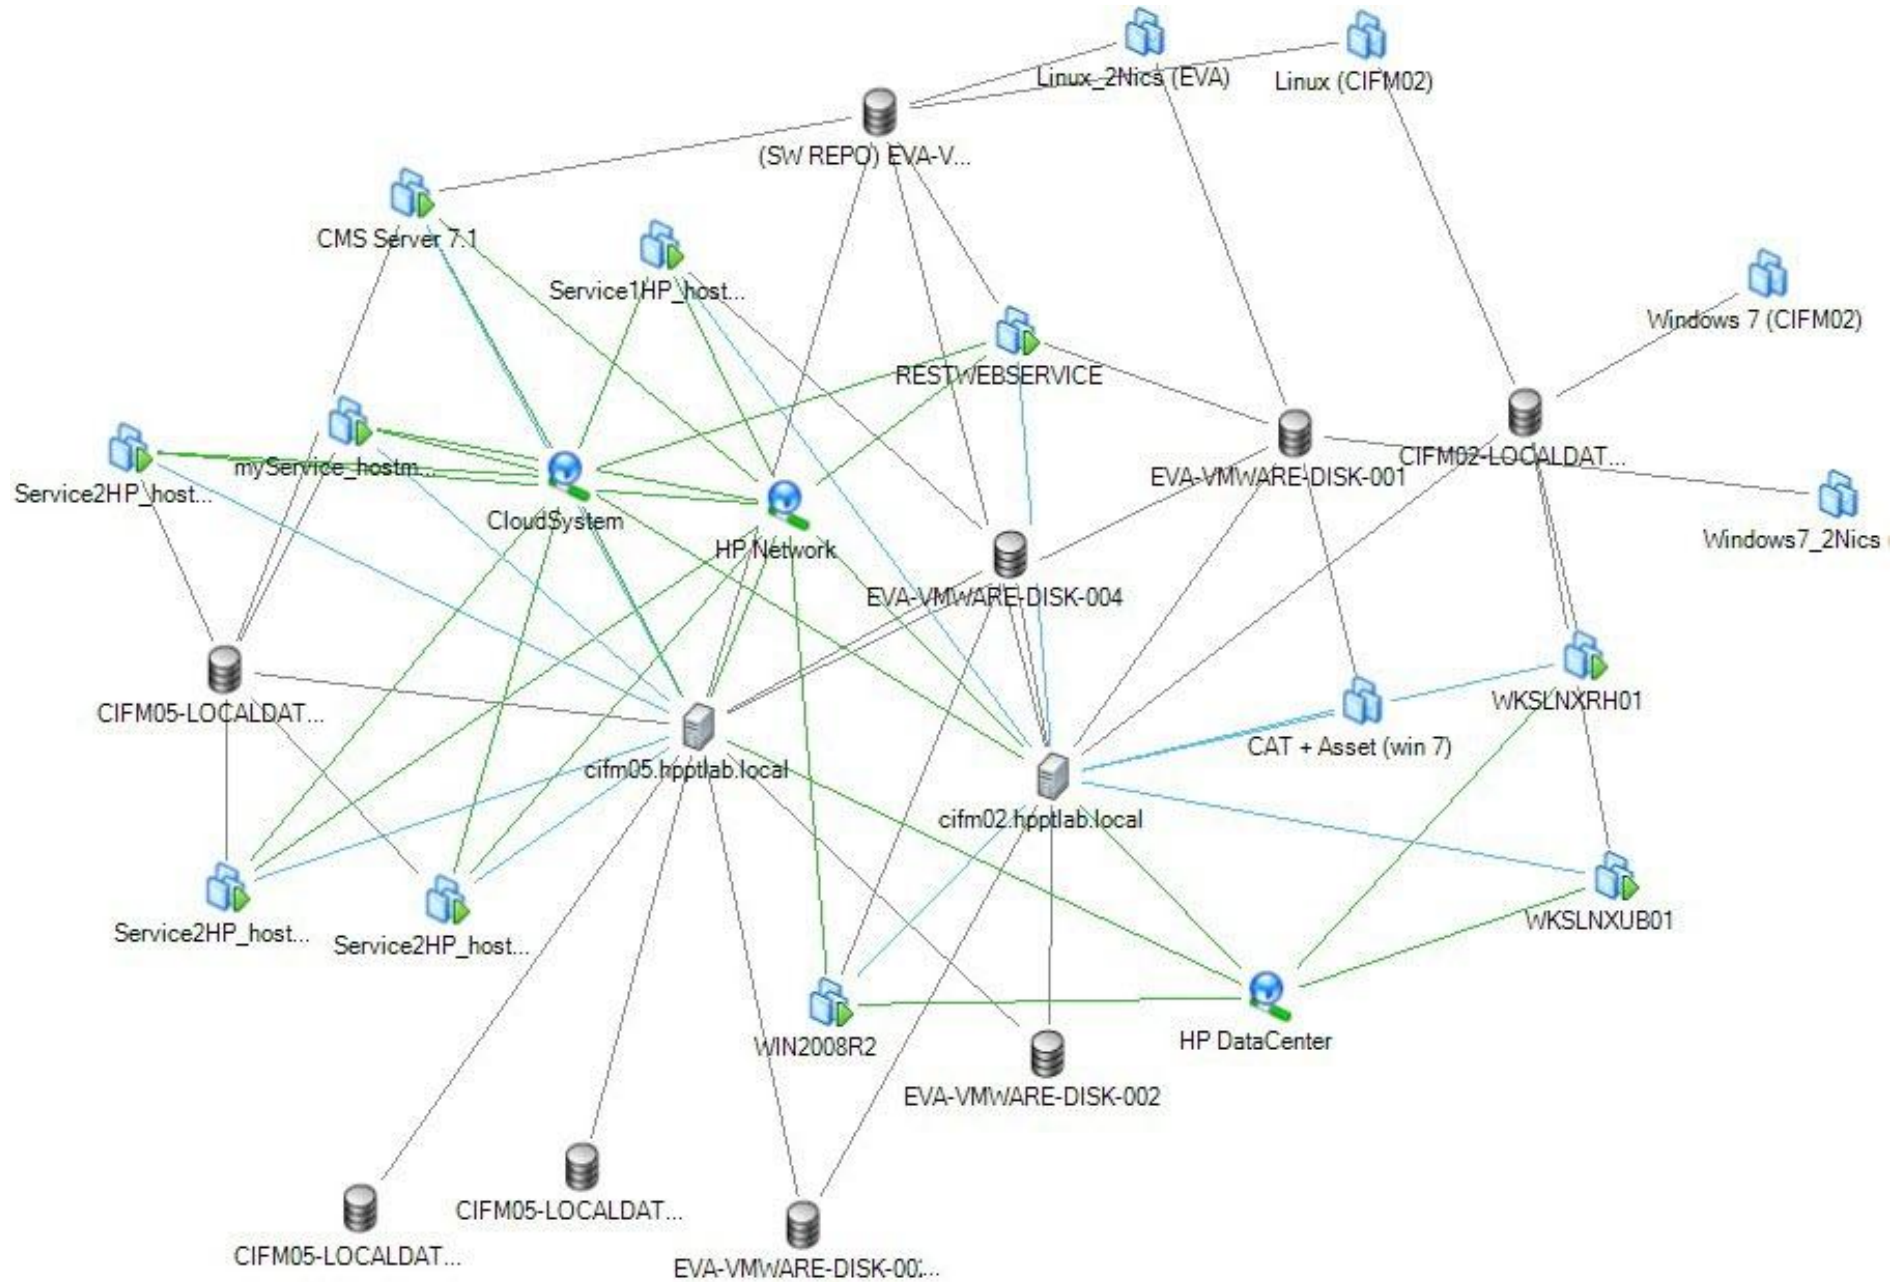 Linux_2Nics (EVA)
Linux (CIFM02)
(SW REPO) EVA-V...
CMS Server 7.1
Service1HP_host...
Windows 7 (CIFM02)
RESTWEBSERVICE
myService_hostm...
CIFM02-LOCALDAT...
EVA-VMWARE-DISK-001
Service2HP_host...
CloudSystem
HP Network
Windows7_2Nics (
EVA-VMWARE-DISK-004
WKSLNXRH01
CIFM05-LOCALDAT...
CAT + Asset (win 7)
cifm05.hpptlab.local
cifm02.hpptlab.local
WKSLNXUB01
Service2HP_host...
Service2HP_host...
HP DataCenter
WIN2008R2
EVA-VMWARE-DISK-002
CIFM05-LOCALDAT...
CIFM05-LOCALDAT...